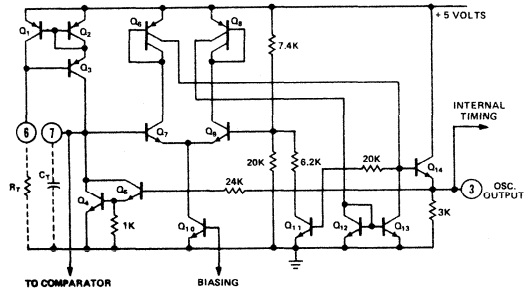 + 5 VOLTS
Q1
Q2
Q6
Q8
7.4K
Q3
INTERNAL
TIMING
6
7
Q7
Q9
Q14
RT
CT
20K
6.2K
20K
3
OSC.
OUTPUT
Q4
Q5
24K
3K
1K
Q10
Q11
Q12
Q13
TO COMPARATOR
BIASING